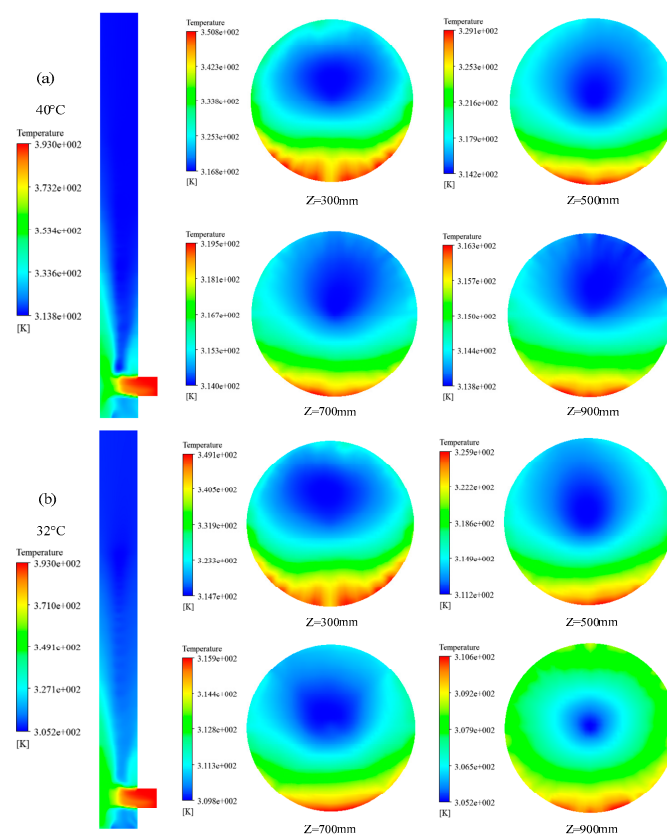 (a)
40°C
Temperature
3.930e+002
3.732e+002
3.534e+002
3.336e+002
3.138e+002
[K]
Temperature
3.508e+002
3.423e+002
3.338e+002
3.253e+002
3.168e+002
[K]
Z=300mm
Temperature
3.291e+002
3.253e+002
3.216e+002
3.179e+002
3.142e+002
[K]
Z=500mm
Temperature
3.195e+002
3.181e+002
3.167e+002
3.153e+002
3.140e+002
[K]
Z=700mm
Temperature
3.163e+002
3.157e+002
3.150e+002
3.144e+002
3.138e+002
[K]
Z=900mm
(b)
32°C
Temperature
3.930e+002
3.710e+002
3.491e+002
3.271e+002
3.052e+002
[K]
Temperature
3.491e+002
3.405e+002
3.319e+002
3.233e+002
3.147e+002
[K]
Z=300mm
Temperature
3.259e+002
3.222e+002
3.186e+002
3.149e+002
3.112e+002
[K]
Z=500mm
Temperature
3.159e+002
3.144e+002
3.128e+002
3.113e+002
3.098e+002
[K]
Z=700mm
Temperature
3.106e+002
3.092e+002
3.079e+002
3.065e+002
3.052e+002
[K]
Z=900mm